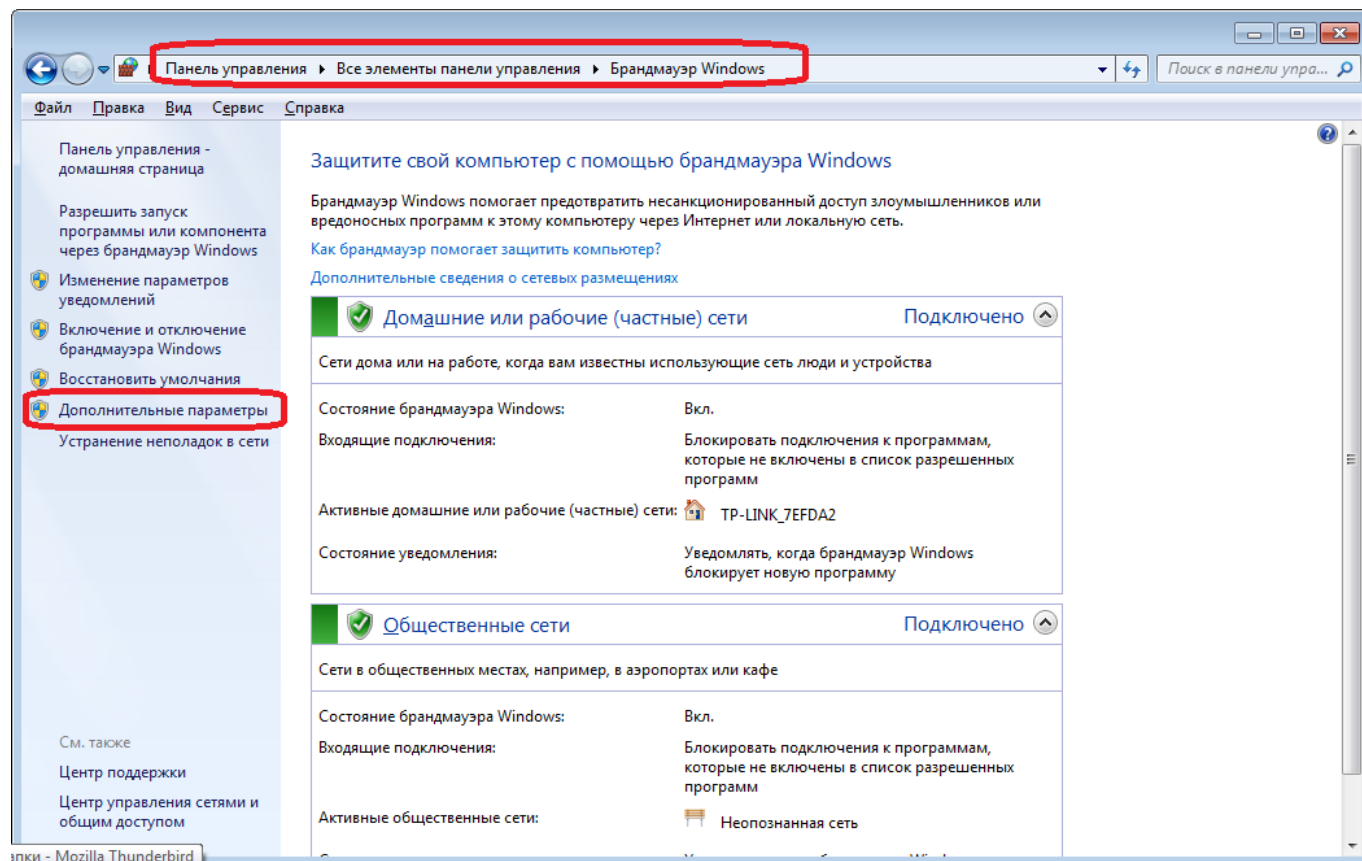 Панель управления ▸ Все элементы панели управления ▸ Брандмауэр Windows
Поиск в панели упра...
Файл Правка Вид Сервис Справка
Панель управления -
домашняя страница
Разрешить запуск
программы или компонента
через брандмауэр Windows
Изменение параметров
уведомлений
Включение и отключение
брандмауэра Windows
Восстановить умолчания
Дополнительные параметры
Устранение неполадок в сети
См. также
Центр поддержки
Центр управления сетями и
общим доступом
апки - Mozilla Thunderbird
Защитите свой компьютер с помощью брандмауэра Windows
Брандмауэр Windows помогает предотвратить несанкционированный доступ злоумышленников или
вредоносных программ к этому компьютеру через Интернет или локальную сеть.
Как брандмауэр помогает защитить компьютер?
Дополнительные сведения о сетевых размещениях
Домашние или рабочие (частные) сети Подключено
Сети дома или на работе, когда вам известны использующие сеть люди и устройства
Состояние брандмауэра Windows: Вкл.
Входящие подключения: Блокировать подключения к программам,
которые не включены в список разрешенных
программ
Активные домашние или рабочие (частные) сети: TP-LINK_7EFDA2
Состояние уведомления: Уведомлять, когда брандмауэр Windows
блокирует новую программу
Общественные сети Подключено
Сети в общественных местах, например, в аэропортах или кафе
Состояние брандмауэра Windows: Вкл.
Входящие подключения: Блокировать подключения к программам,
которые не включены в список разрешенных
программ
Активные общественные сети: Неопознанная сеть